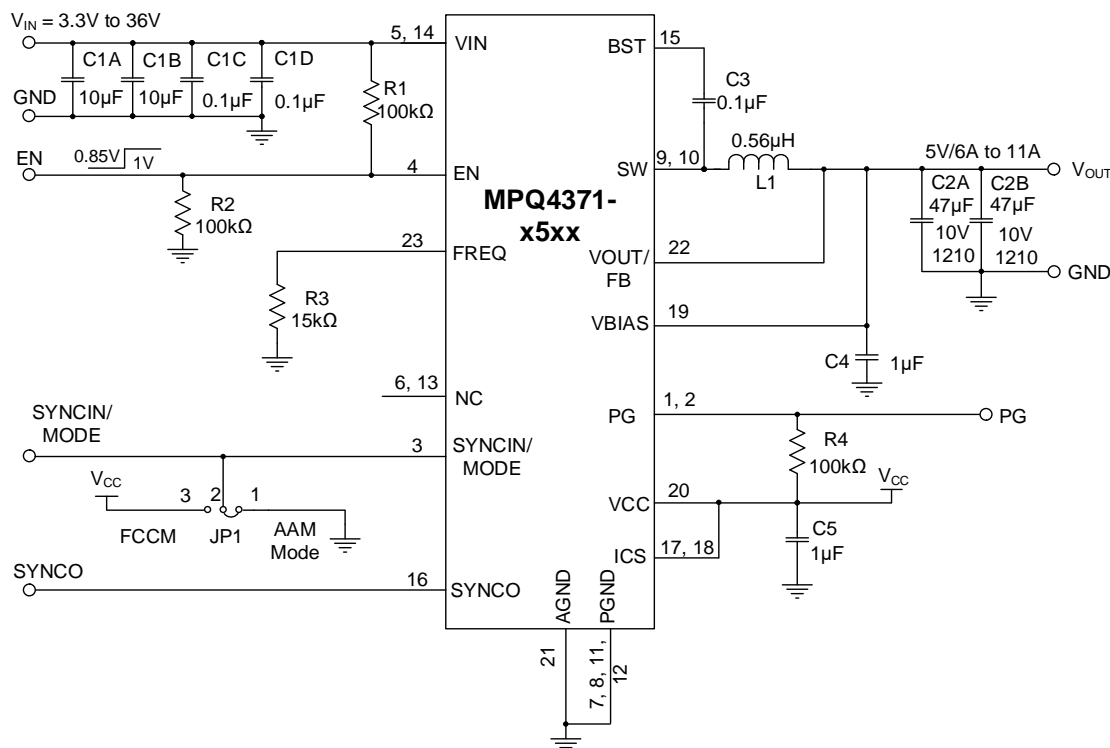 V_IN = 3.3V to 36V
5, 14
VIN
BST
15
C1A
C1B
C1C
C1D
10µF
10µF
0.1µF
0.1µF
GND
R1
100kΩ
C3
0.1µF
EN
0.85V
1V
4
EN
SW
9, 10
0.56µH
L1
5V/6A to 11A
V_OUT
C2A
47µF
10V
1210
C2B
47µF
10V
1210
GND
MPQ4371-
x5xx
R2
100kΩ
23
FREQ
VOUT/
FB
22
R3
15kΩ
VBIAS
19
C4
1µF
6, 13
NC
PG
1, 2
PG
SYNCIN/
MODE
3
SYNCIN/
MODE
R4
100kΩ
V_CC
3
2
1
FCCM
JP1
AAM
Mode
VCC
20
V_CC
C5
1µF
ICS
17, 18
SYNCO
16
SYNCO
AGND
PGND
21
7, 8, 11,
12